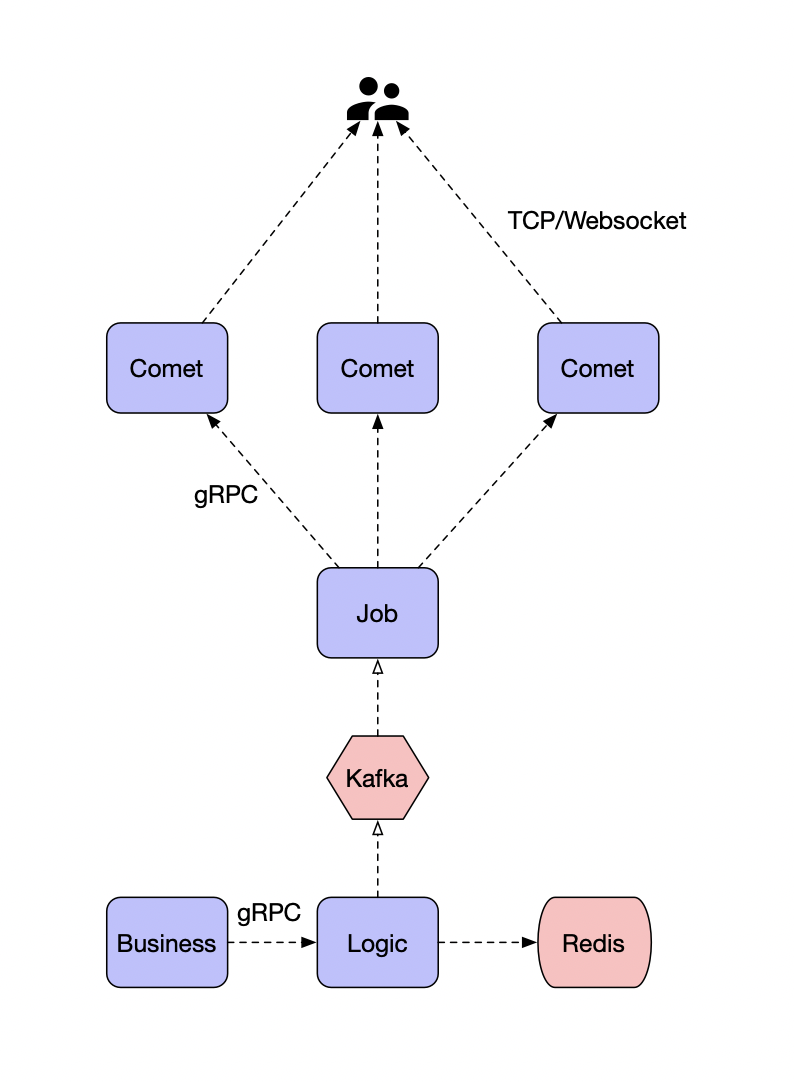 TCP/Websocket
Comet
Comet
Comet
gRPC
Job
Kafka
gRPC
Business
Logic
Redis